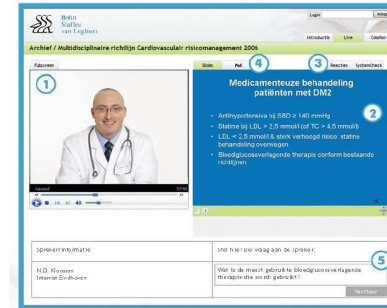 Bohn
Stafleu
van Loghum
Login
Introductie Live Colofon
Archief / Multidisciplinaire richtlijn Cardiovasculair risicomanagement 2006
Fullscreen
Slides Poll Reacties SystemCheck
1
4
3
2
5
Medicamenteuze behandeling
patiënten met DM2
• Antihypertensiva bij SBD ≥ 140 mmHg
• Statine bij LDL > 2,5 mmol/l (of TC > 4,5 mmol/l)
• LDL < 2,5 mmol/l & sterk verhoogd risico: statine
behandeling overwegen
• Bloedglucoseverlagende therapie conform bestaande
richtlijnen
Sprekersinformatie
Stel hier uw vraag aan de spreker:
N.D. Klaassen
Internist Eindhoven
Wat is de meest gebruikte bloedglucoseverlagende
therapie die wordt gebruikt?
Verstuur